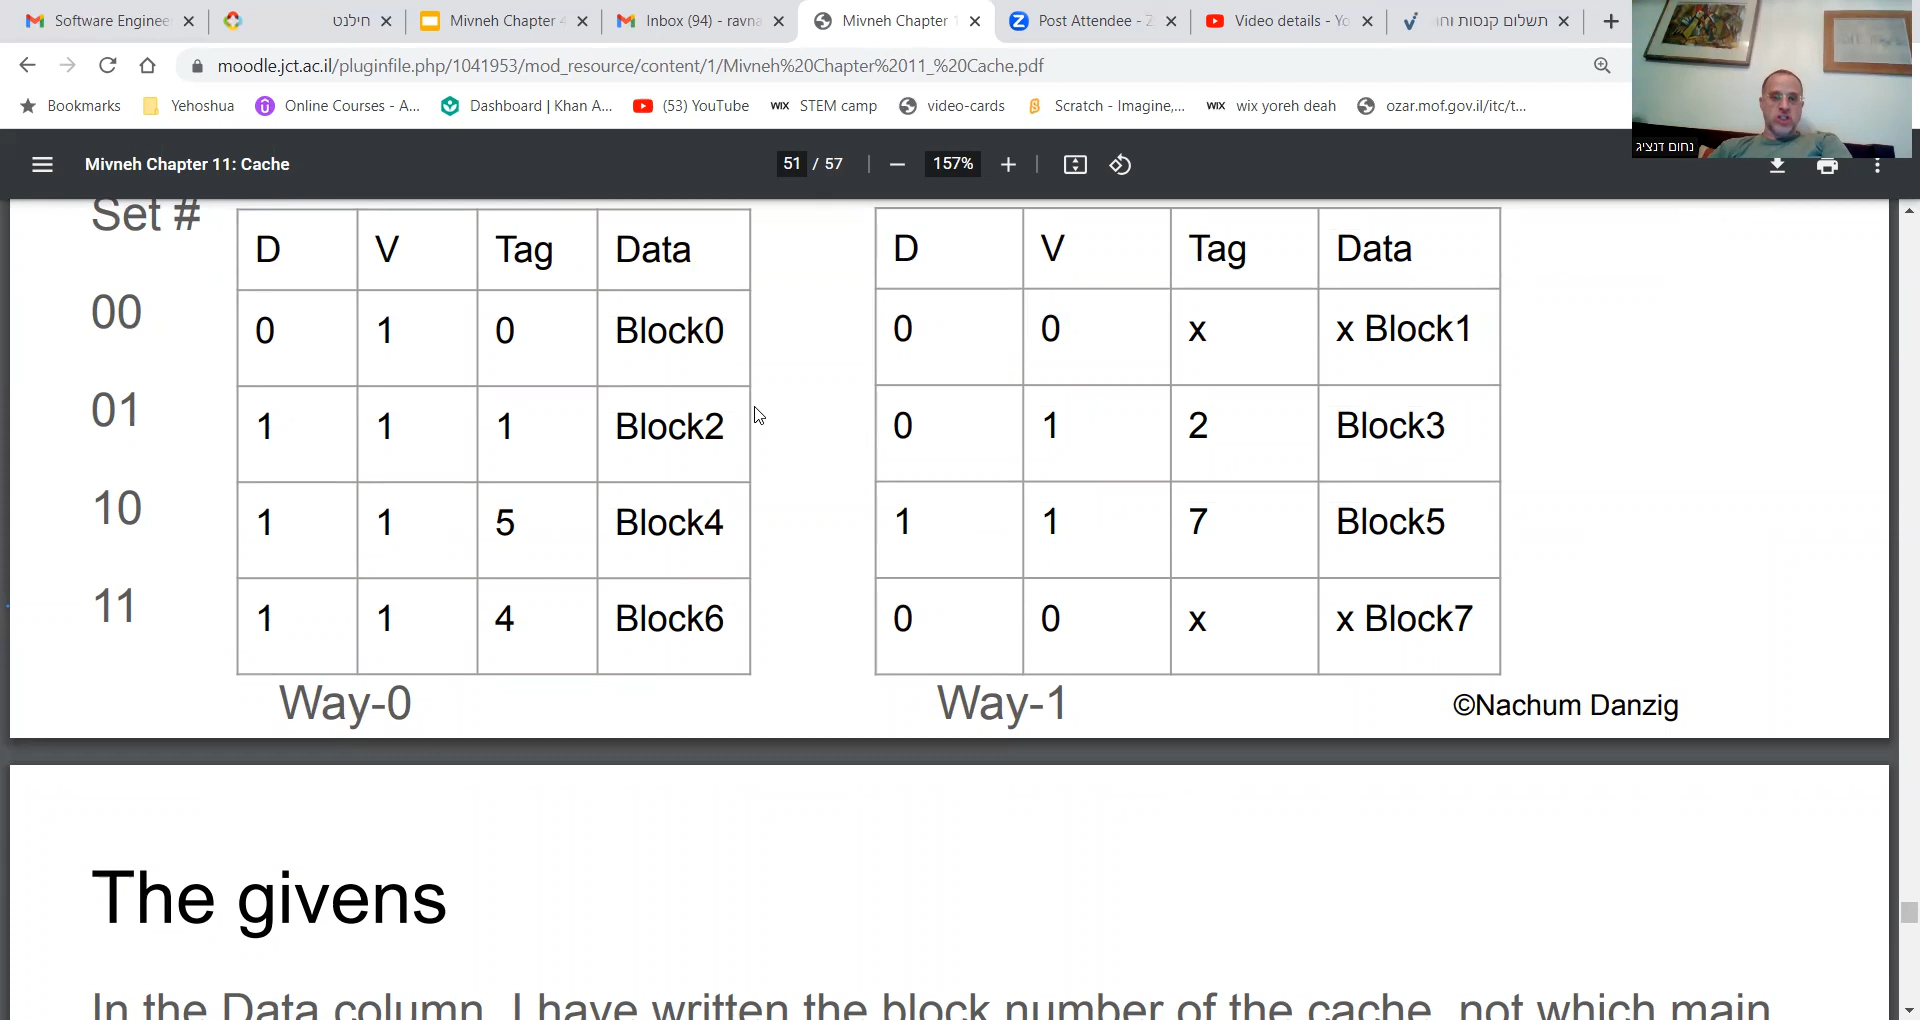 Software Enginee
חילנט
Mivneh Chapter 4
Inbox (94) - ravna
Mivneh Chapter 1
Post Attendee - Z
Video details - Yo
תשלום קנסות וחו
moodle.jct.ac.il/pluginfile.php/1041953/mod_resource/content/1/Mivneh%20Chapter%2011_%20Cache.pdf
Bookmarks
Yehoshua
Online Courses - A...
Dashboard | Khan A...
(53) YouTube
WIX STEM camp
video-cards
Scratch - Imagine,...
WIX wix yoreh deah
ozar.mof.gov.il/itc/t...
נחום דנציג
Mivneh Chapter 11: Cache
51 / 57
157%
Set #
D V Tag Data
D V Tag Data
00
0 1 0 Block0
0 0 x x Block1
01
1 1 1 Block2
0 1 2 Block3
10
1 1 5 Block4
1 1 7 Block5
11
1 1 4 Block6
0 0 x x Block7
Way-0
Way-1
©Nachum Danzig
The givens
In the Data column, I have written the block number of the cache, not which main